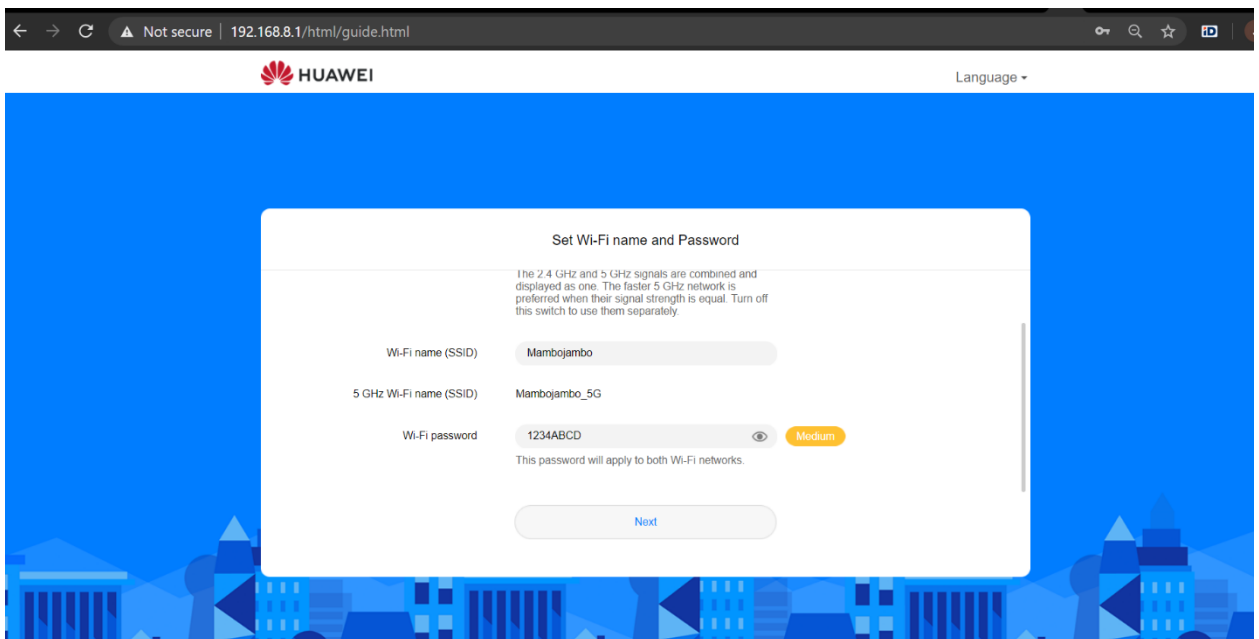 Not secure | 192.168.8.1/html/guide.html
HUAWEI
Language
Set Wi-Fi name and Password
The 2.4 GHz and 5 GHz signals are combined and
displayed as one. The faster 5 GHz network is
preferred when their signal strength is equal. Turn off
this switch to use them separately.
Wi-Fi name (SSID) Mambojambo
5 GHz Wi-Fi name (SSID) Mambojambo_5G
Wi-Fi password 1234ABCD Medium
This password will apply to both Wi-Fi networks.
Next